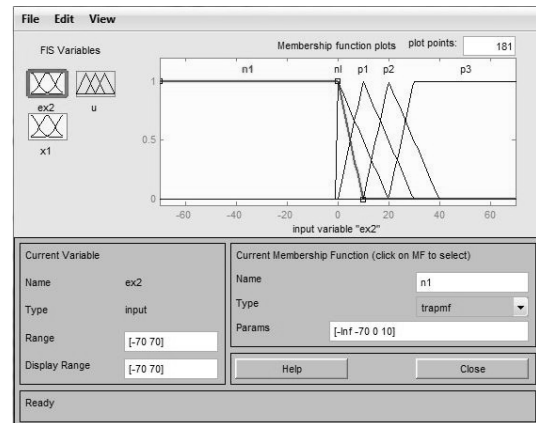 File Edit View
FIS Variables
ex2 u
x1
Membership function plots plot points: 181
n1 nl p1 p2 p3
1
0.5
0
-60 -40 -20 0 20 40 60
input variable "ex2"
Current Variable
Name ex2
Type input
Range [-70 70]
Display Range [-70 70]
Current Membership Function (click on MF to select)
Name n1
Type trapmf
Params [-Inf -70 0 10]
Help Close
Ready